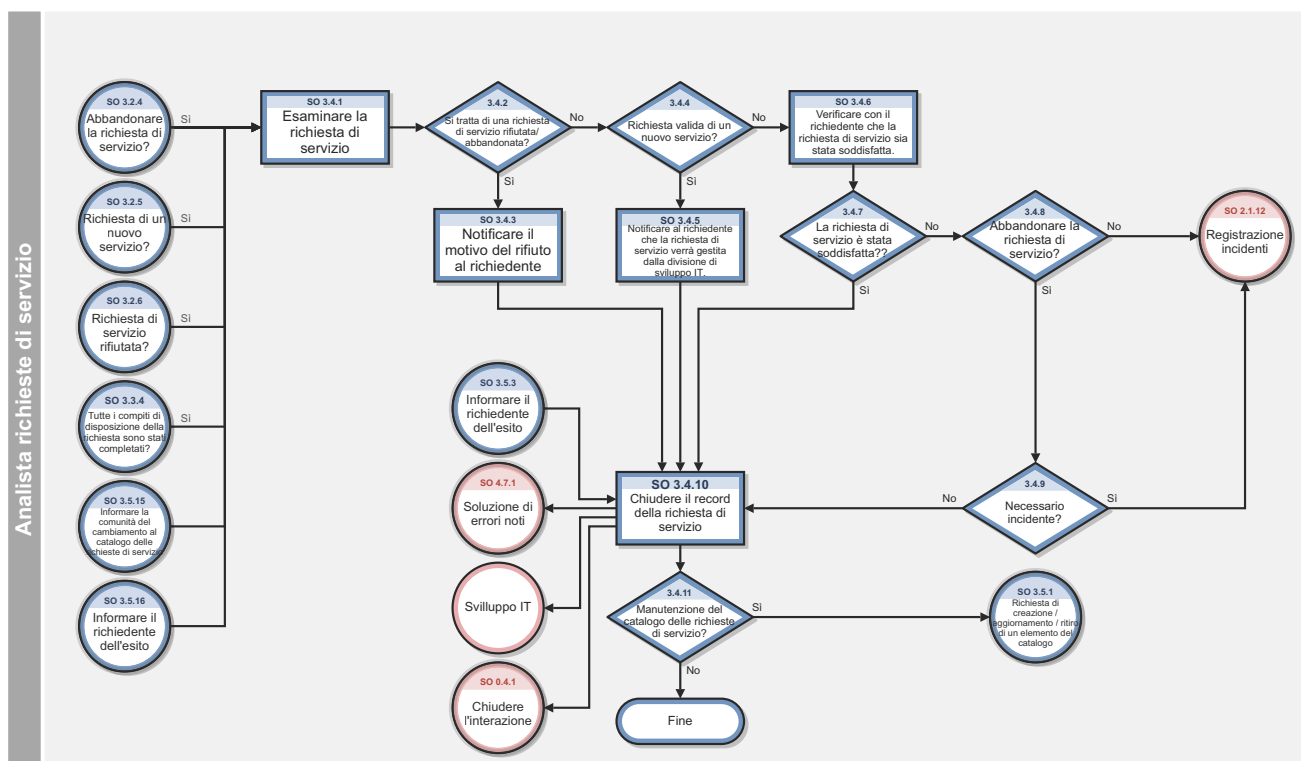 Analista richieste di servizio
SO 3.2.4
Abbandonare
la richiesta di
servizio?
Sì
SO 3.2.5
Richiesta di un
nuovo
servizio?
Sì
SO 3.2.6
Richiesta di
servizio
rifiutata?
Sì
SO 3.3.4
Tutte i compiti di
disposizione della
richiesta sono stati
completati?
Sì
SO 3.5.15
Informare la
comunità del
cambiamento al
catalogo delle
richieste di servizio
SO 3.5.16
Informare il
richiedente
dell'esito
SO 3.4.1
Esaminare la
richiesta di
servizio
3.4.2
Si tratta di una richiesta
di servizio rifiutata/
abbandonata?
No
Sì
SO 3.4.3
Notificare il
motivo del rifiuto
al richiedente
3.4.4
Richiesta valida di un
nuovo servizio?
No
Sì
SO 3.4.5
Notificare al richiedente
che la richiesta di
servizio verrà gestita
dalla divisione di
sviluppo IT.
SO 3.4.6
Verificare con il
richiedente che la
richiesta di servizio sia
stata soddisfatta.
3.4.7
La richiesta di
servizio è stata
soddisfatta??
No
Sì
3.4.8
Abbandonare la
richiesta di
servizio?
No
Sì
SO 2.1.12
Registrazione
incidenti
SO 3.5.3
Informare il
richiedente
dell'esito
SO 4.7.1
Soluzione di
errori noti
Svilluppo IT
SO 0.4.1
Chiudere
l'interazione
SO 3.4.10
Chiudere il record
della richiesta di
servizio
3.4.9
Necessario
incidente?
No
Sì
3.4.11
Manutenzione del
catalogo delle richieste
di servizio?
Sì
No
SO 3.5.1
Richiesta di
creazione /
aggiornamento / ritiro
di un elemento del
catalogo
Fine